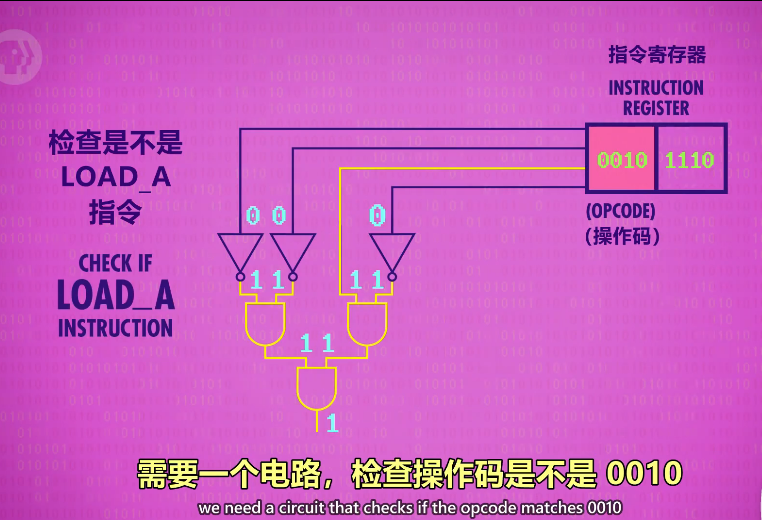 指令寄存器
INSTRUCTION
REGISTER
0010 1110
(OPCODE)
(操作码)
检查是不是
LOAD_A
指令
CHECK IF
LOAD_A
INSTRUCTION
0 0 0
1 1 1 1
1 1
1
需要一个电路，检查操作码是不是 0010
we need a circuit that checks if the opcode matches 0010